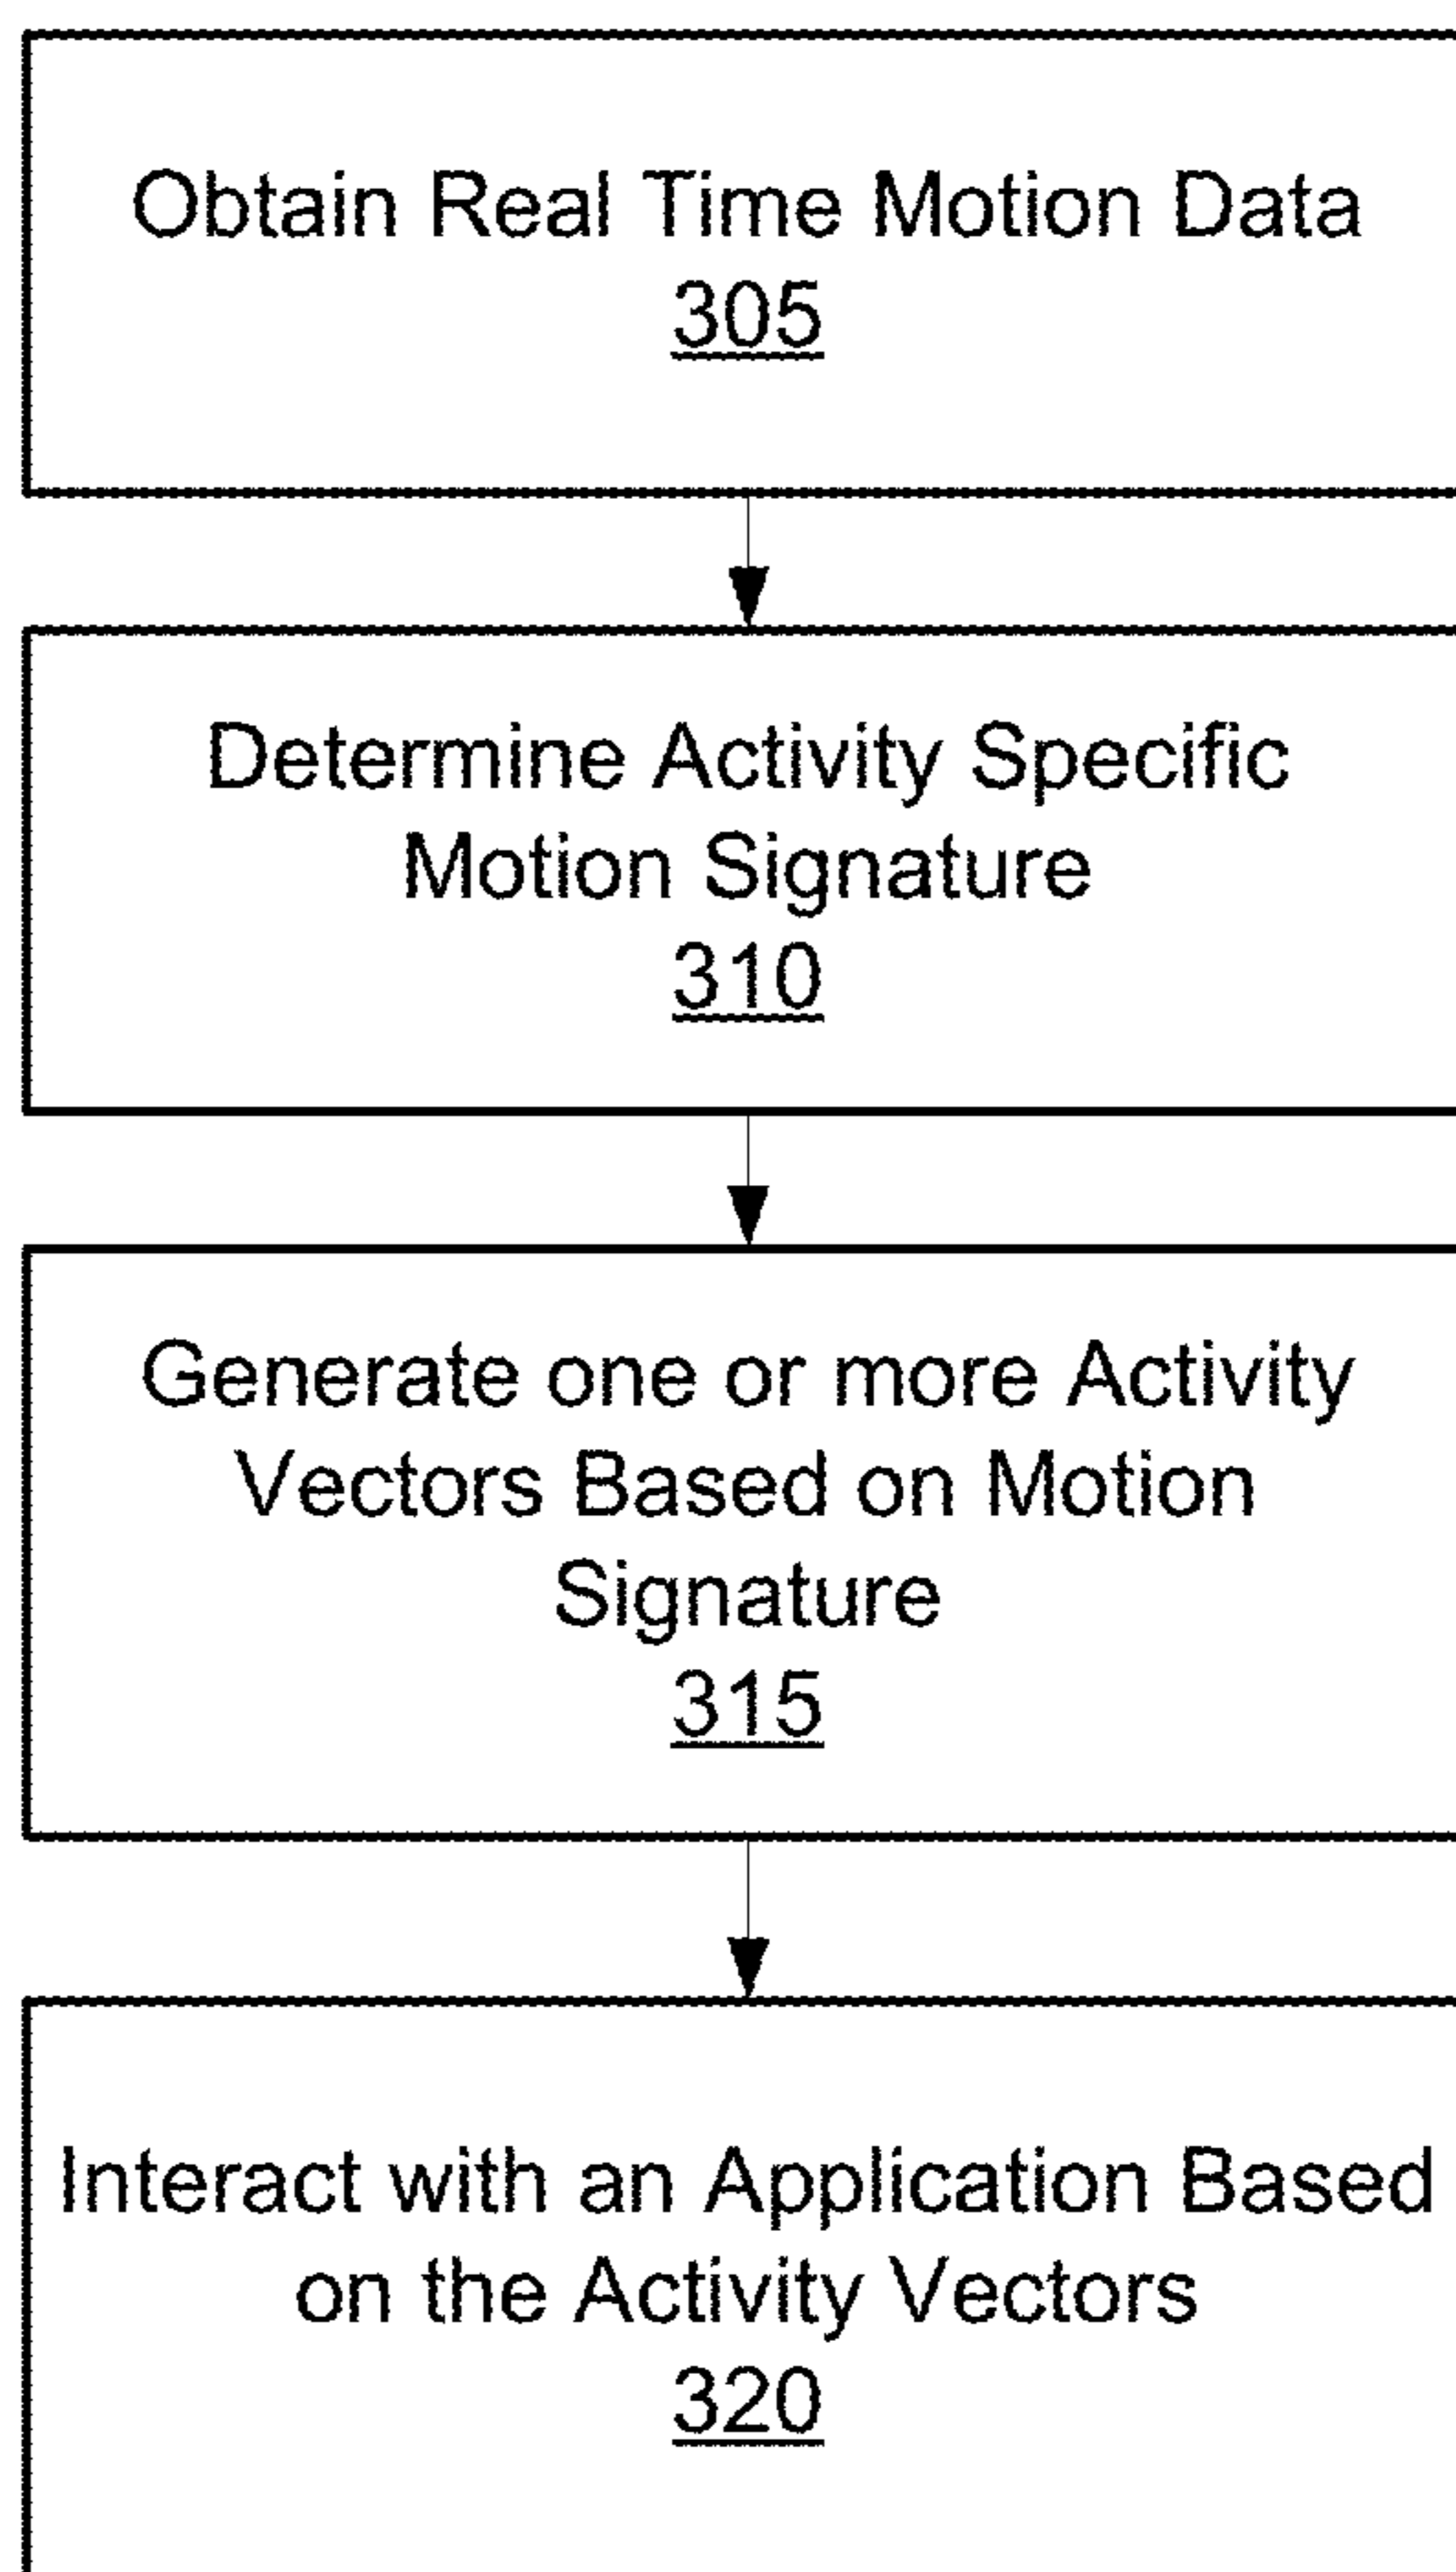 Obtain Real Time Motion Data
305
Determine Activity Specific
Motion Signature
310
Generate one or more Activity
Vectors Based on Motion
Signature
315
Interact with an Application Based
on the Activity Vectors
320